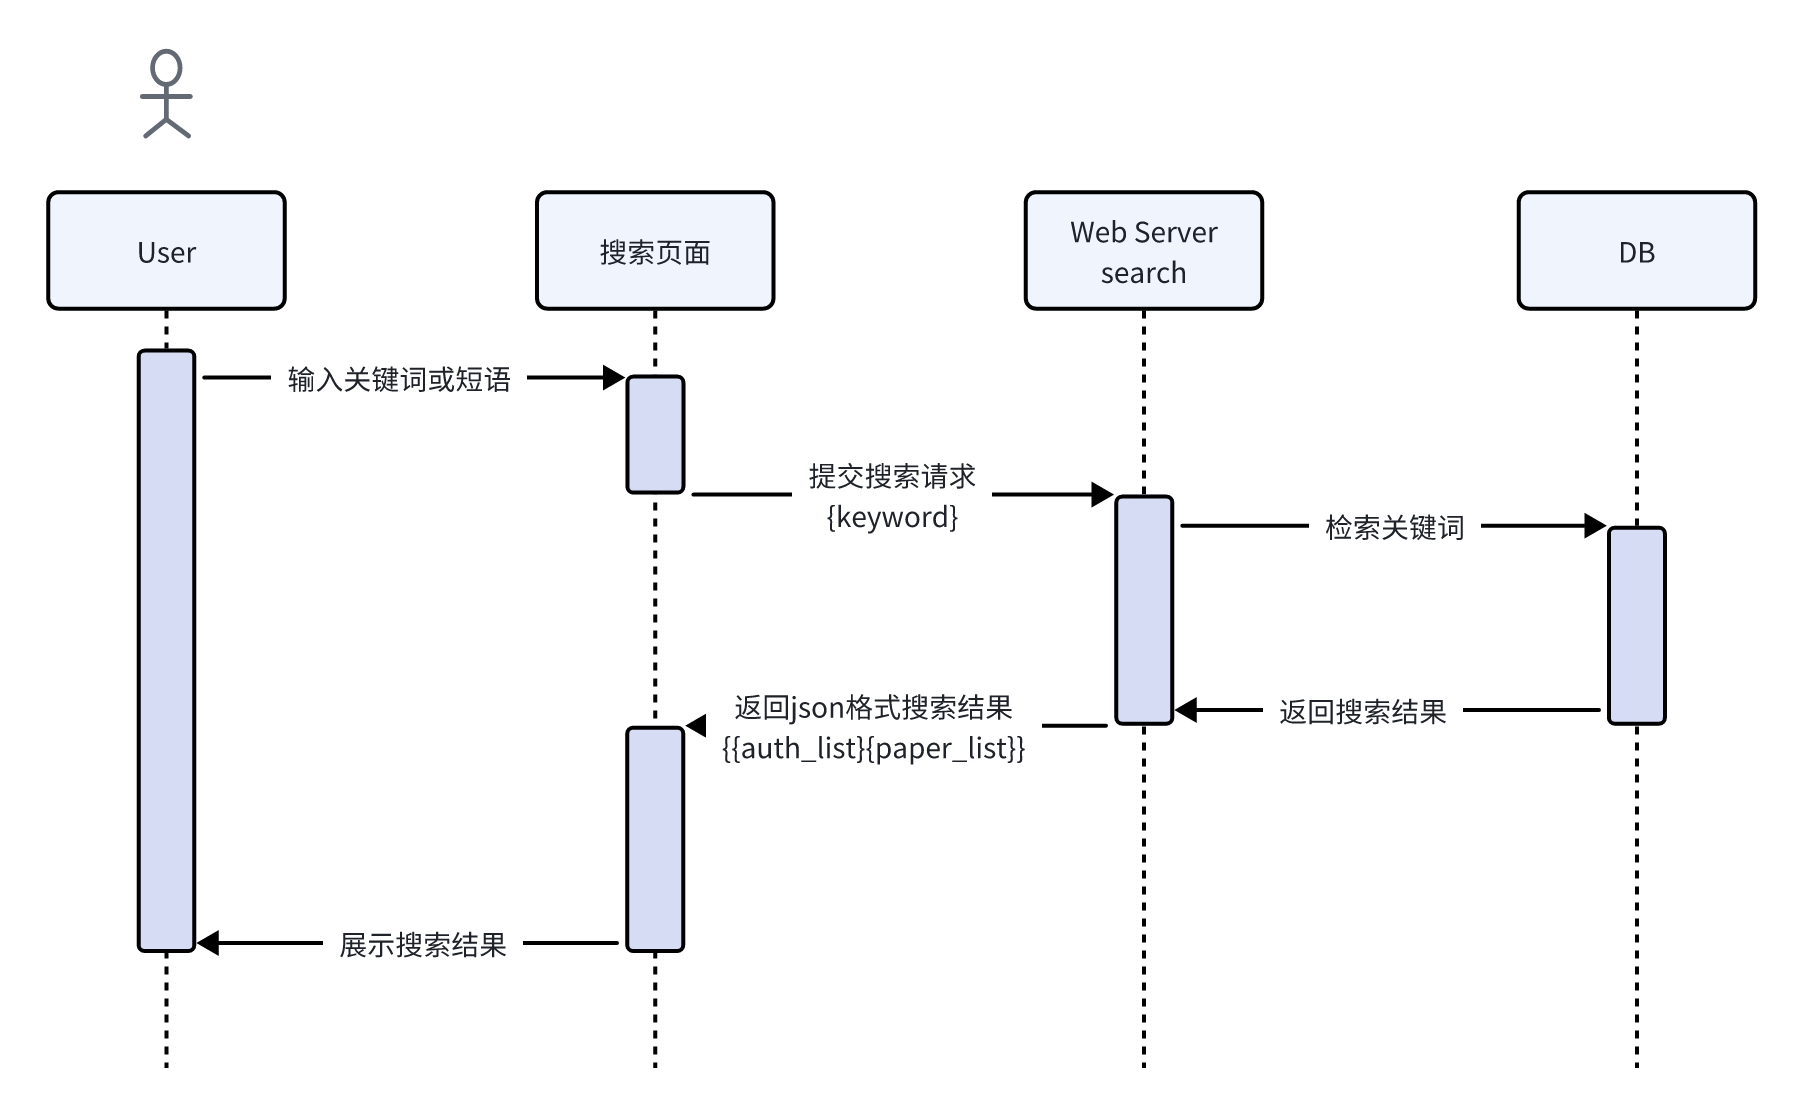 User
搜索页面
Web Server
search
DB
输入关键词或短语
提交搜索请求
{keyword}
检索关键词
返回json格式搜索结果
{{auth_list}{paper_list}}
返回搜索结果
展示搜索结果